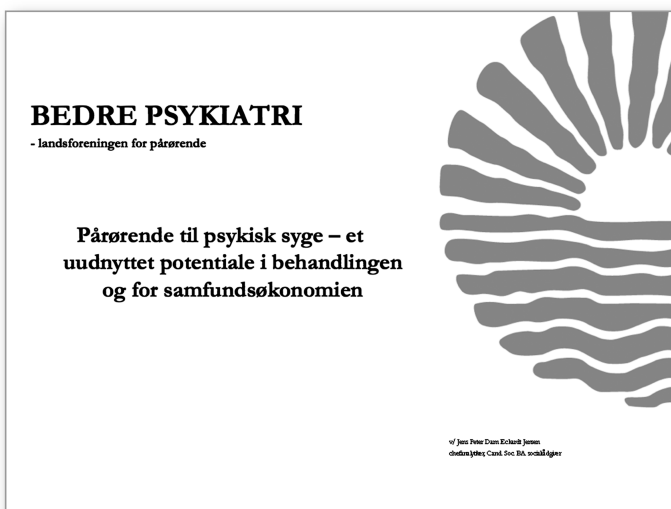 BEDRE PSYKIATRI
- landsforeningen for pårørende
Pårørende til psykisk syge – et
uudnyttet potentiale i behandlingen
og for samfundsøkonomien
v/ Jens Peter Dam Eckardt Jensen
chefanalytiker, Cand. Soc. BA. socialrådgiver